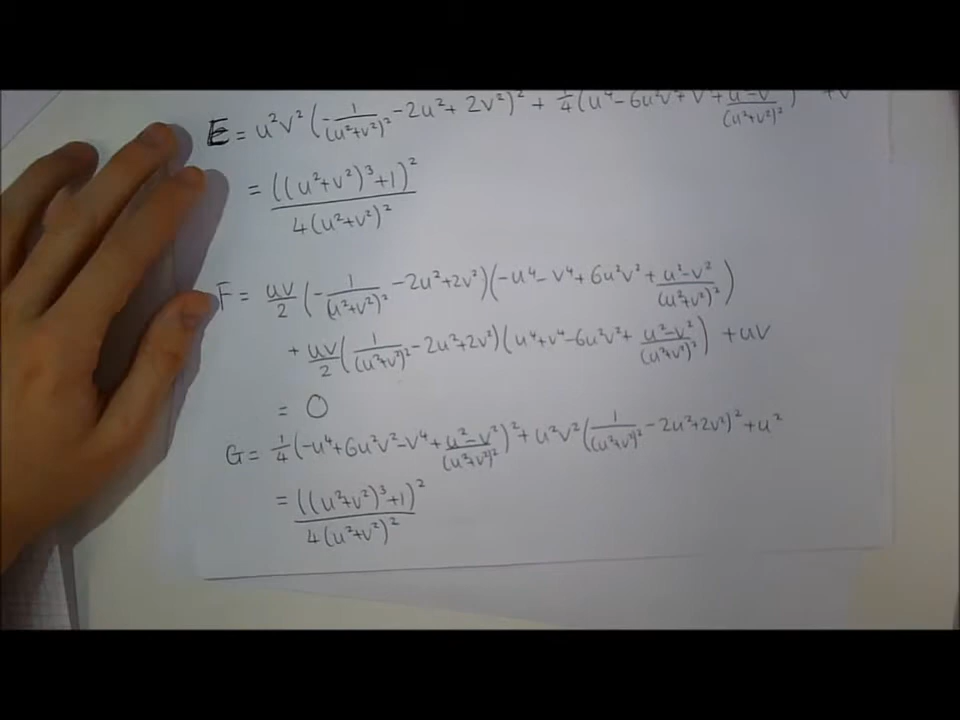 E = u²v²(-1/(u²+v²)² -2u²+2v²)² + 1/4(u⁴-6u²v²+v⁴+(u²-v²)/(u²+v²)²)² +v²
= ((u²+v²)³+1)²/4(u²+v²)²
F = uv/2(-1/(u²+v²)² -2u²+2v²)(-u⁴-v⁴+6u²v²+(u²-v²)/(u²+v²)²)
+ uv/2(1/(u²+v²)² -2u²+2v²)(u⁴+v⁴-6u²v²+(u²-v²)/(u²+v²)²) +uv
= 0
G = 1/4(-u⁴+6u²v²-v⁴+(u²-v²)/(u²+v²)²)²+u²v²(1/(u²+v²)² -2u²+2v²)²+u²
= ((u²+v²)³+1)²/4(u²+v²)²